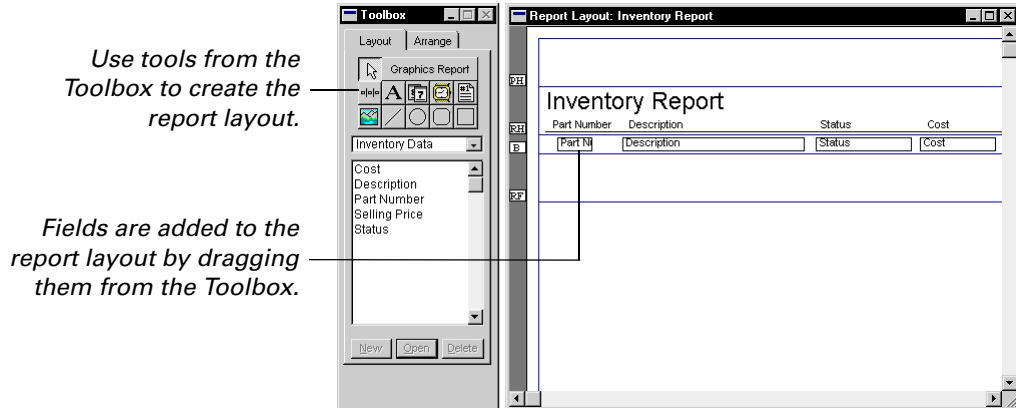 Toolbox
Report Layout: Inventory Report
Use tools from the
Toolbox to create the
report layout.
Fields are added to the
report layout by dragging
them from the Toolbox.
Layout
Arrange
Graphics Report
A
Inventory Data
Cost
Description
Part Number
Selling Price
Status
New
Open
Delete
PH
Inventory Report
RH
Part Number Description Status Cost
B
Part N Description Status Cost
RF